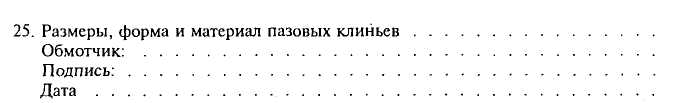 25. Размеры, форма и материал пазовых клиньев . . . . . . . . . . . . . . . .
Обмотчик: . . . . . . . . . . . . . . . . . . . . . . . . . . . . . . . . .
Подпись: . . . . . . . . . . . . . . . . . . . . . . . . . . . . . . . . . .
Дата . . . . . . . . . . . . . . . . . . . . . . . . . . . . . . . . . . . .